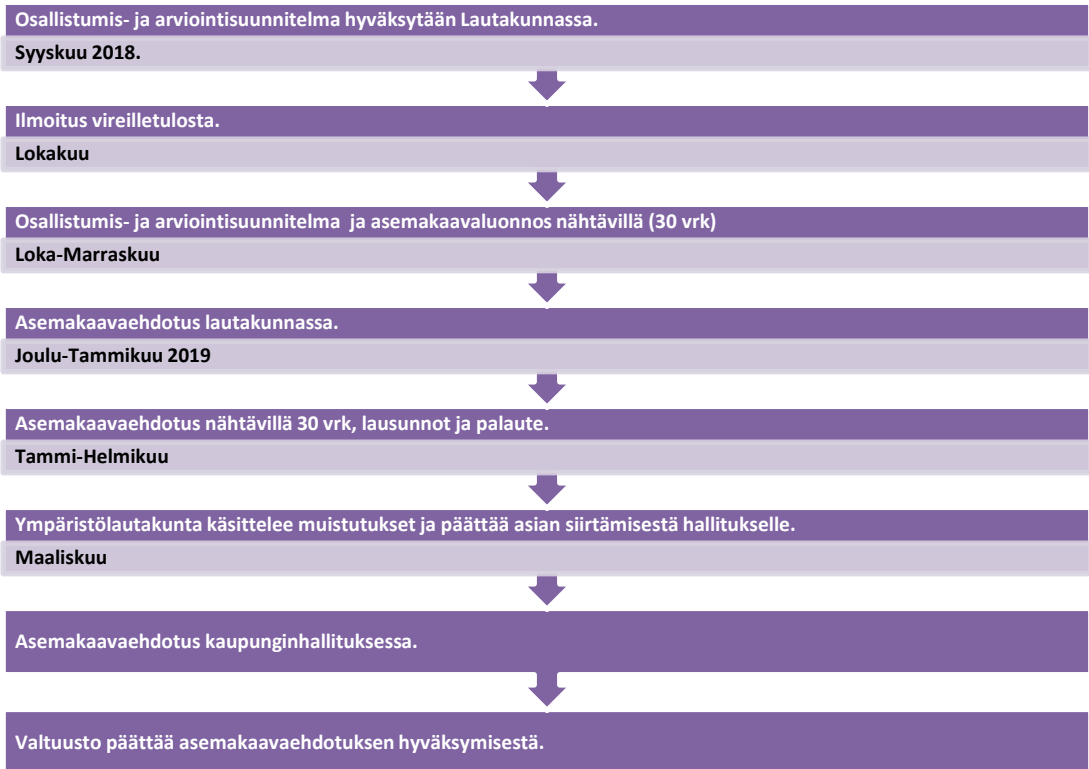 Osallistumis- ja arviointisuunnitelma hyväksytään Lautakunnassa.
Syyskuu 2018.
Ilmoitus vireilletulosta.
Lokakuu
Osallistumis- ja arviointisuunnitelma ja asemakaavaluonnos nähtävillä (30 vrk)
Loka-Marraskuu
Asemakaavaehdotus lautakunnassa.
Joulu-Tammikuu 2019
Asemakaavaehdotus nähtävillä 30 vrk, lausunnot ja palaute.
Tammi-Helmikuu
Ympäristölautakunta käsittelee muistutukset ja päättää asian siirtämisestä hallitukselle.
Maaliskuu
Asemakaavaehdotus kaupunginhallituksessa.
Valtuusto päättää asemakaavaehdotuksen hyväksymisestä.